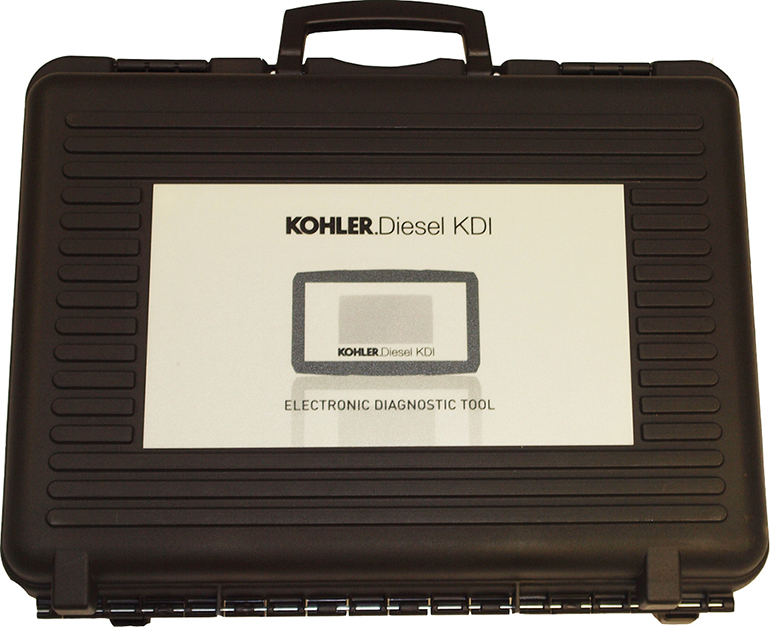 KOHLER.Diesel KDI
KOHLER.Diesel KDI
ELECTRONIC DIAGNOSTIC TOOL